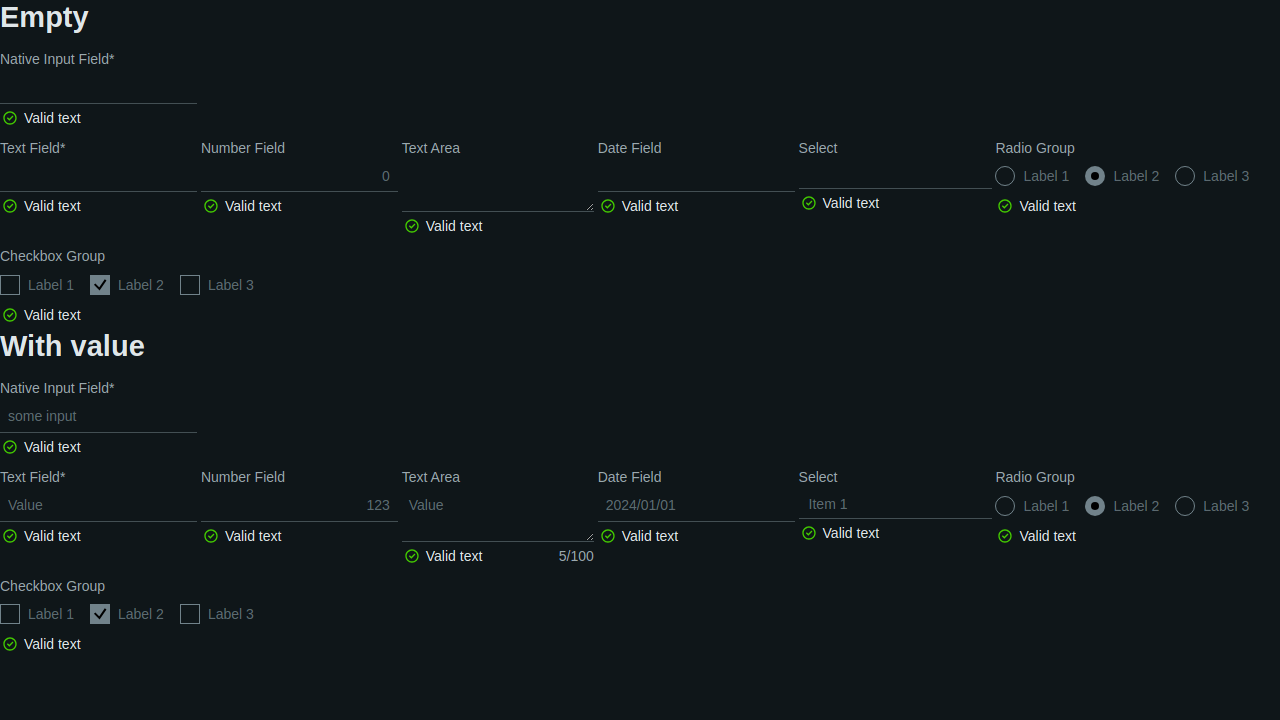 Empty
Native Input Field*
Valid text
Text Field* Number Field Text Area Date Field Select Radio Group
0 Label 1 Label 2 Label 3
Valid text Valid text Valid text Valid text Valid text Valid text
Checkbox Group
Label 1 Label 2 Label 3
Valid text
With value
Native Input Field*
some input
Valid text
Text Field* Number Field Text Area Date Field Select Radio Group
Value 123 Value 2024/01/01 Item 1 Label 1 Label 2 Label 3
Valid text Valid text Valid text 5/100 Valid text Valid text Valid text
Checkbox Group
Label 1 Label 2 Label 3
Valid text